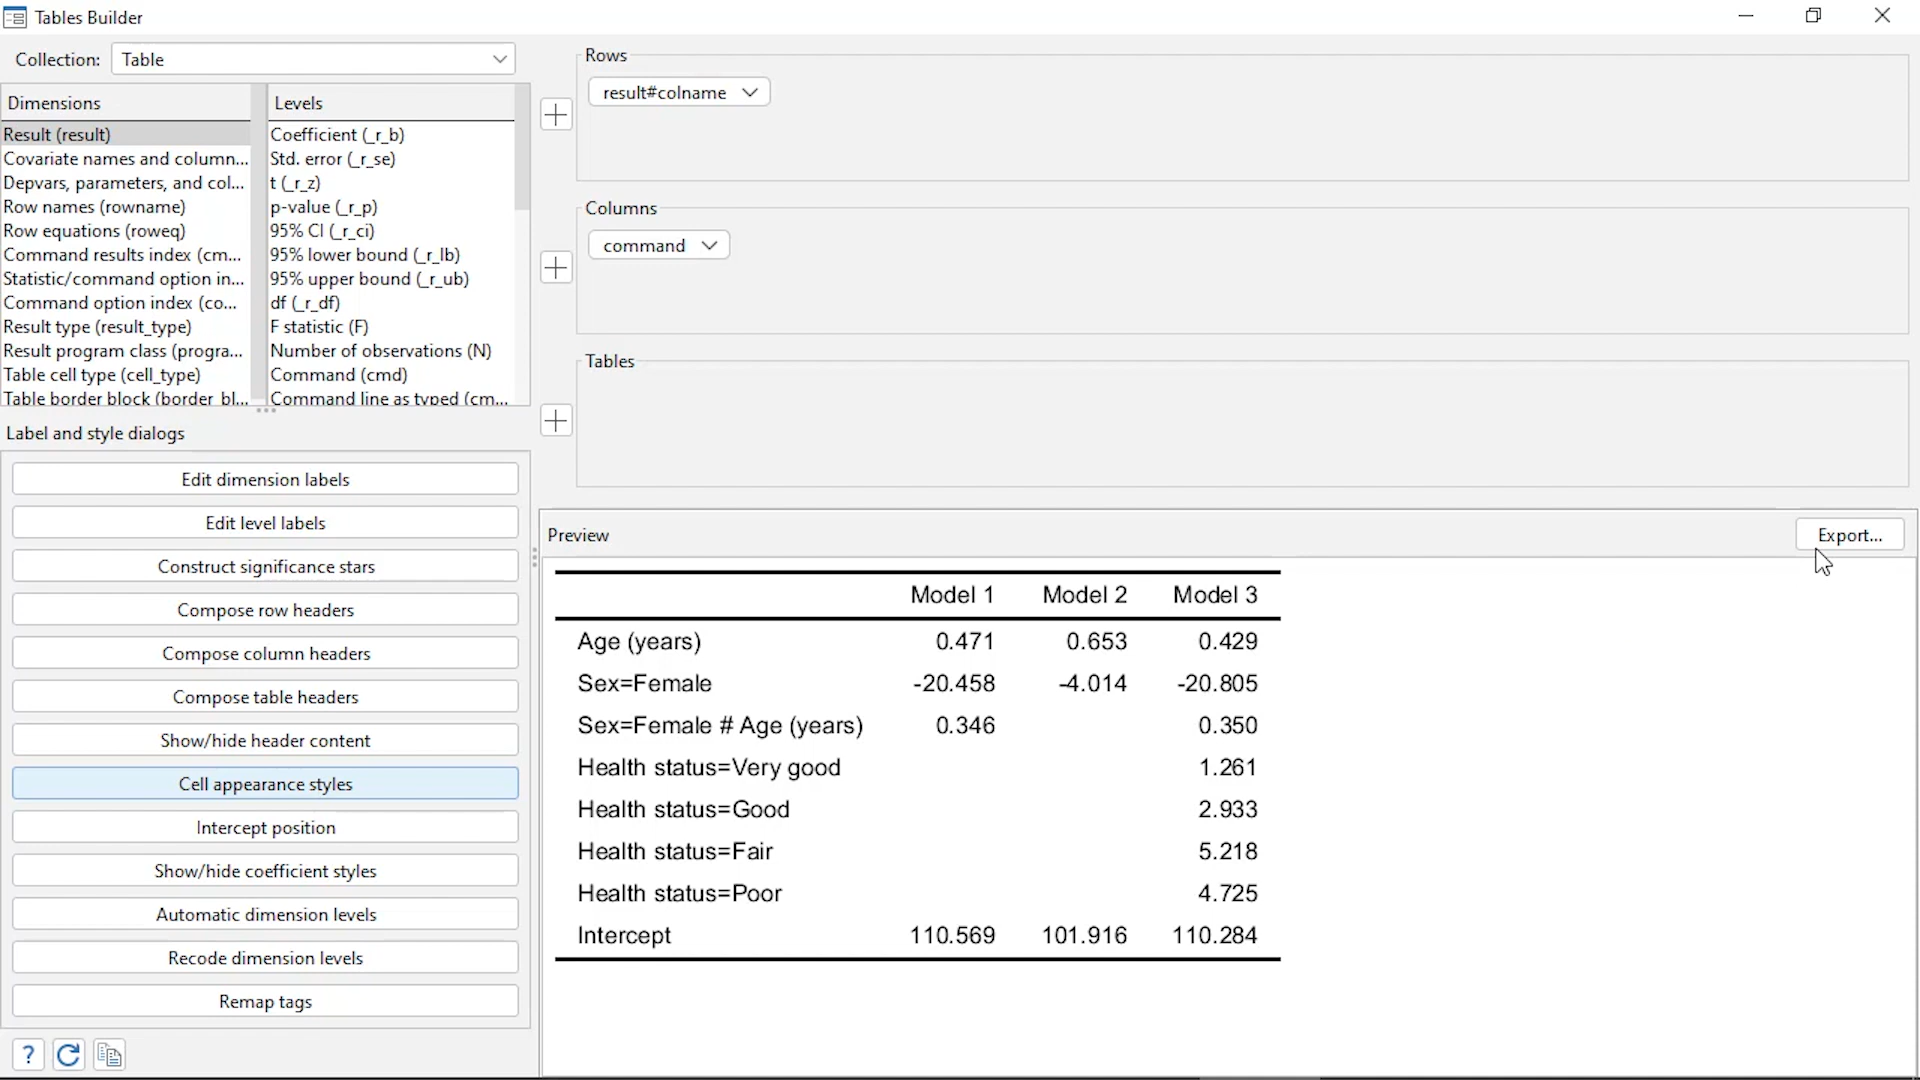 Tables Builder
Collection: Table
Dimensions
Result (result)
Covariate names and column...
Depvars, parameters, and col...
Row names (rowname)
Row equations (roweq)
Command results index (cm...
Statistic/command option in...
Command option index (co...
Result type (result_type)
Result program class (progra...
Table cell type (cell_type)
Table border block (border_bl...
Levels
Coefficient (_r_b)
Std. error (_r_se)
t (_r_z)
p-value (_r_p)
95% CI (_r_ci)
95% lower bound (_r_lb)
95% upper bound (_r_ub)
df (_r_df)
F statistic (F)
Number of observations (N)
Command (cmd)
Command line as typed (cm...
Label and style dialogs
Edit dimension labels
Edit level labels
Construct significance stars
Compose row headers
Compose column headers
Compose table headers
Show/hide header content
Cell appearance styles
Intercept position
Show/hide coefficient styles
Automatic dimension levels
Recode dimension levels
Remap tags
?
Rows
result#colname
Columns
command
Tables
Preview
Export...
Model 1 Model 2 Model 3
Age (years) 0.471 0.653 0.429
Sex=Female -20.458 -4.014 -20.805
Sex=Female # Age (years) 0.346 0.350
Health status=Very good 1.261
Health status=Good 2.933
Health status=Fair 5.218
Health status=Poor 4.725
Intercept 110.569 101.916 110.284